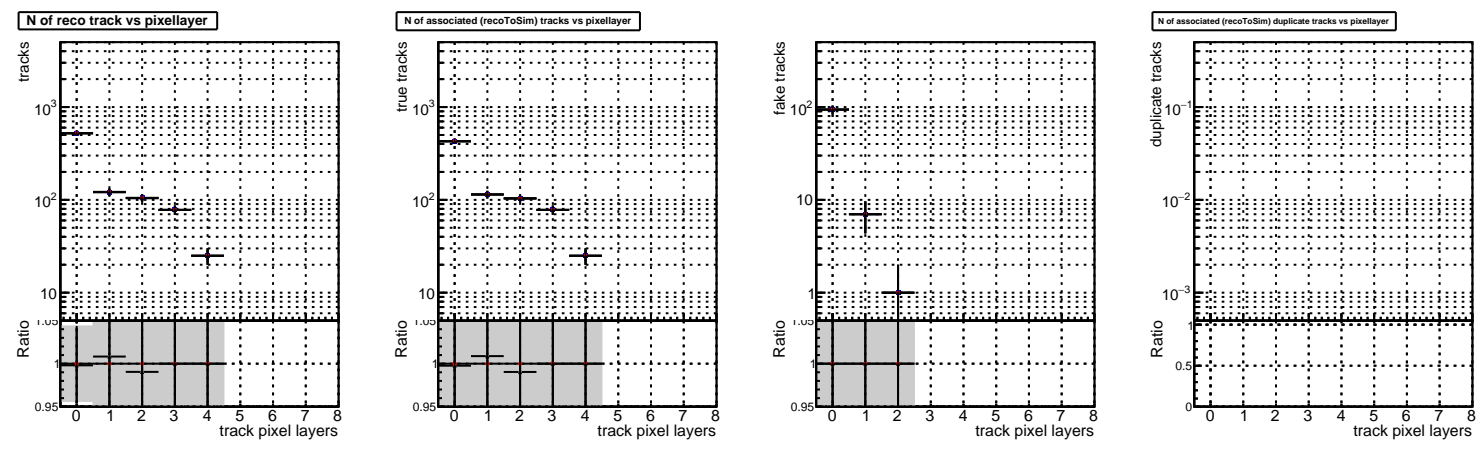 N of reco track vs pixellayer
tracks
10³
10²
10
Ratio
1.05
1
0.95
0 1 2 3 4 5 6 7 8
track pixel layers
N of associated (recoToSim) tracks vs pixellayer
true tracks
10³
10²
10
Ratio
1.05
1
0.95
0 1 2 3 4 5 6 7 8
track pixel layers
fake tracks
10²
10
1
Ratio
1.05
1
0.95
0 1 2 3 4 5 6 7 8
track pixel layers
N of associated (recoToSim) duplicate tracks vs pixellayer
duplicate tracks
10⁻¹
10⁻²
10⁻³
Ratio
1
0.5
0
0 1 2 3 4 5 6 7 8
track pixel layers